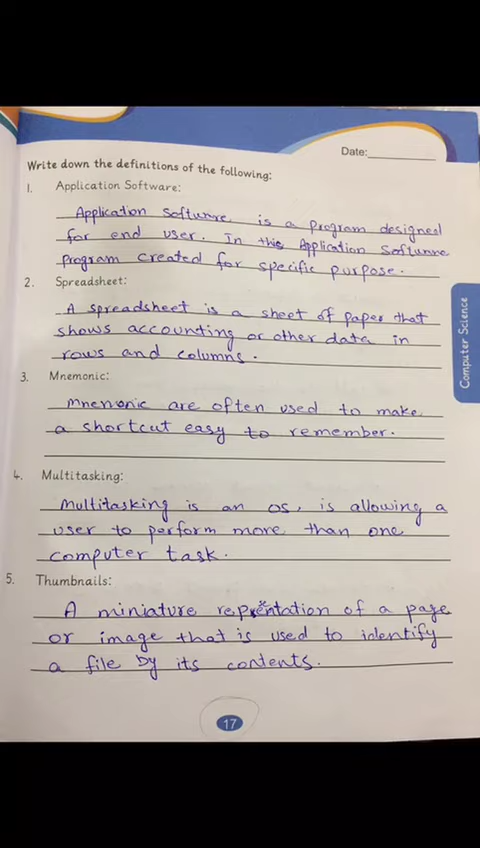 Date:
Write down the definitions of the following:
1. Application Software:
Application Software is a program designed
for end user. In this Application Software
program created for specific purpose.
2. Spreadsheet:
A spreadsheet is a sheet of paper that
shows accounting or other data in
rows and columns.
3. Mnemonic:
Mnemonic are often used to make
a shortcut easy to remember.
4. Multitasking:
Multitasking is an OS, is allowing a
user to perform more than one
computer task.
5. Thumbnails:
A miniature reprentation of a page
or image that is used to identify
a file by its contents.
17
Computer Science